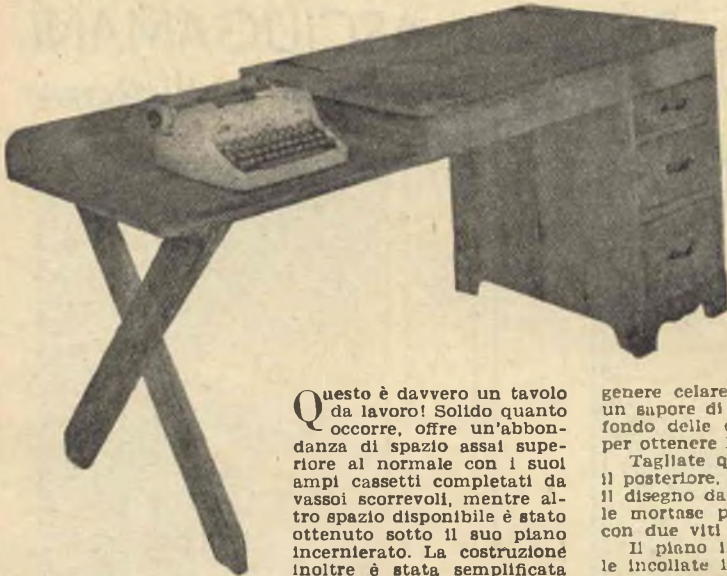 Questo è davvero un tavolo
da lavoro! Solido quanto
occorre, offre un'abbon-
danza di spazio assai supe-
riore al normale con i suoi
ampi cassetti completati da
vassoi scorrevoli, mentre al-
tro spazio disponibile è stato
ottenuto sotto il suo piano
incernierato. La costruzione
inoltre è stata semplificata
genere celare
un sapore di
fondo delle
per ottenere
Tagliate
il posteriore,
il disegno da
le mortase
con due viti
Il piano
le incollate